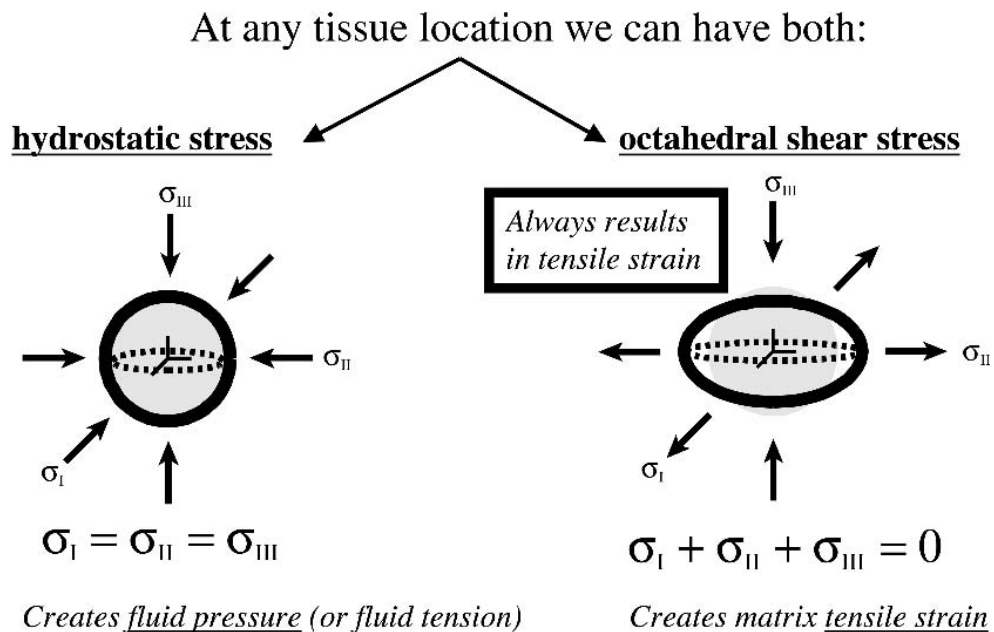 At any tissue location we can have both:
hydrostatic stress
σIII
σII
σI
σI = σII = σIII
Creates fluid pressure (or fluid tension)
octahedral shear stress
Always results
in tensile strain
σIII
σII
σI
σI + σII + σIII = 0
Creates matrix tensile strain